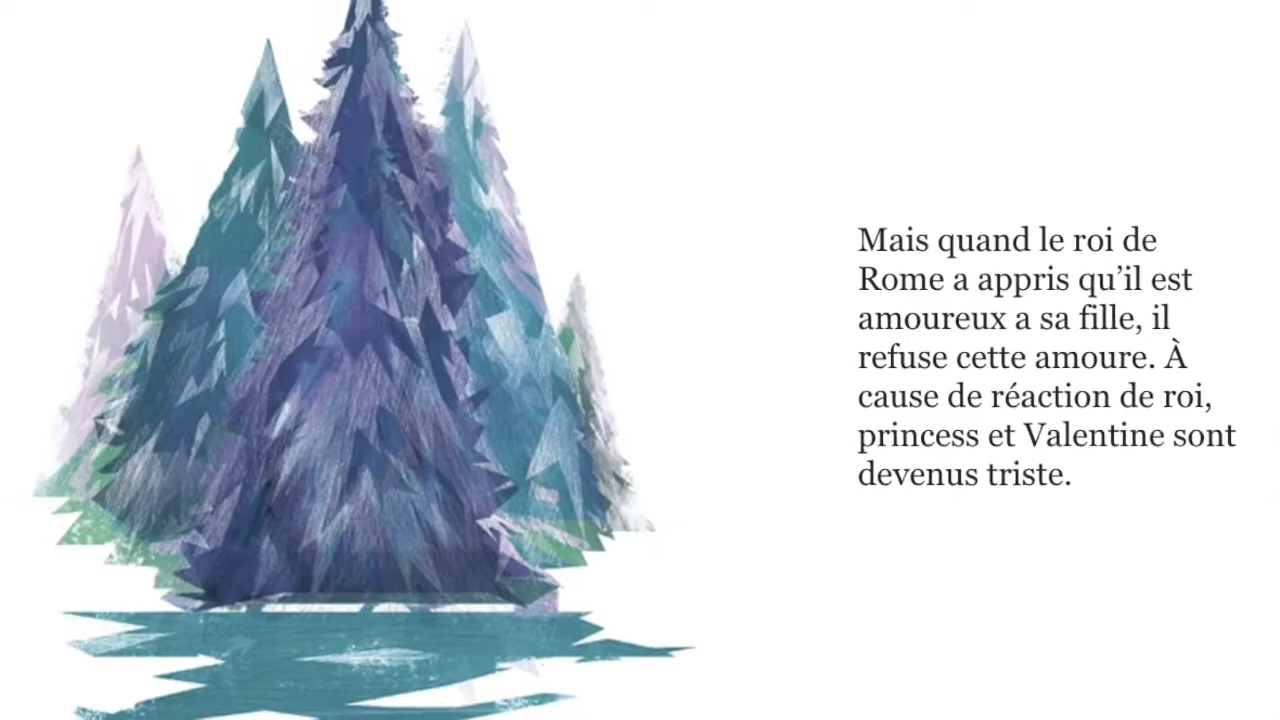 Mais quand le roi de
Rome a appris qu’il est
amoureux a sa fille, il
refuse cette amoure. À
cause de réaction de roi,
princess et Valentine sont
devenus triste.